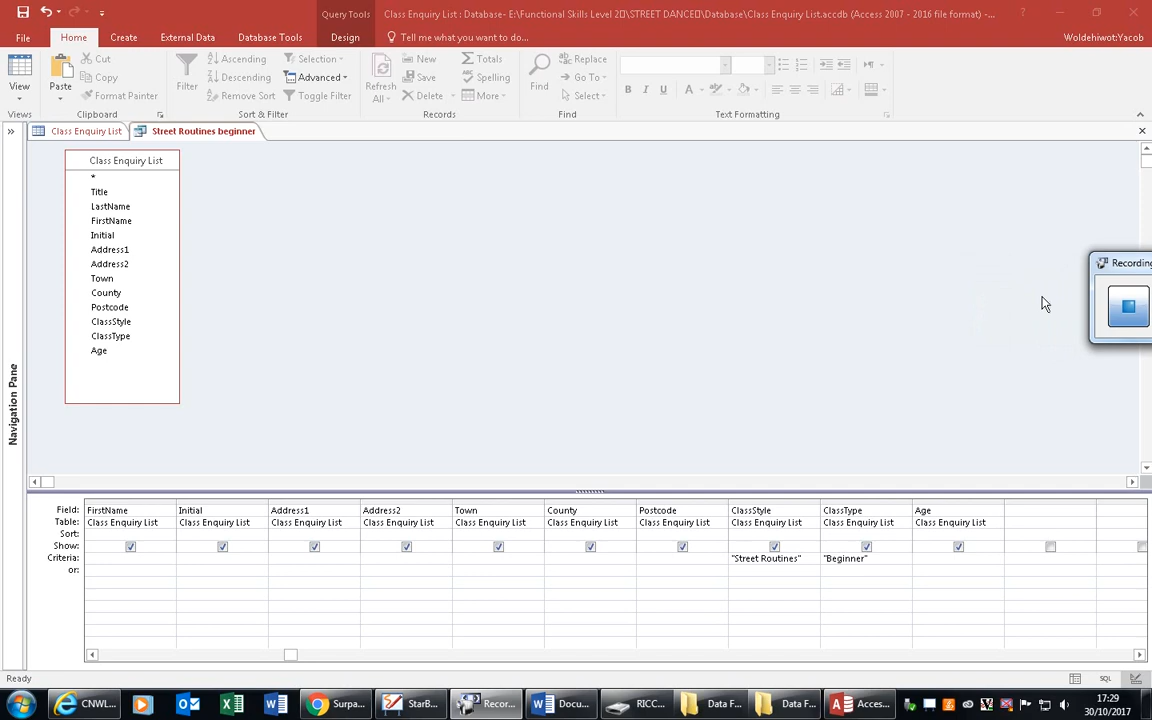 Query Tools
Class Enquiry List : Database- E:\Functional Skills Level 2\STREET DANCE\Database\Class Enquiry List.accdb (Access 2007 - 2016 file format) -...
File Home Create External Data Database Tools Design Tell me what you want to do... Woldehiwot:Yacob
View Paste Cut Copy Format Painter Filter Ascending Descending Remove Sort Selection Advanced Toggle Filter Refresh All New Save Delete Totals Spelling More Find Replace Go To Select B I U A
Views Clipboard Sort & Filter Records Find Text Formatting
Class Enquiry List Street Routines beginner
Class Enquiry List
*
Title
LastName
FirstName
Initial
Address1
Address2
Town
County
Postcode
ClassStyle
ClassType
Age
Recording
Navigation Pane
Field: FirstName Initial Address1 Address2 Town County Postcode ClassStyle ClassType Age
Table: Class Enquiry List Class Enquiry List Class Enquiry List Class Enquiry List Class Enquiry List Class Enquiry List Class Enquiry List Class Enquiry List Class Enquiry List Class Enquiry List
Sort:
Show:
Criteria: "Street Routines" "Beginner"
or:
Ready SQL
CNWL... Surpa... StarB... Recor... Docu... RICC... Data F... Data F... Acces...
17:29
30/10/2017